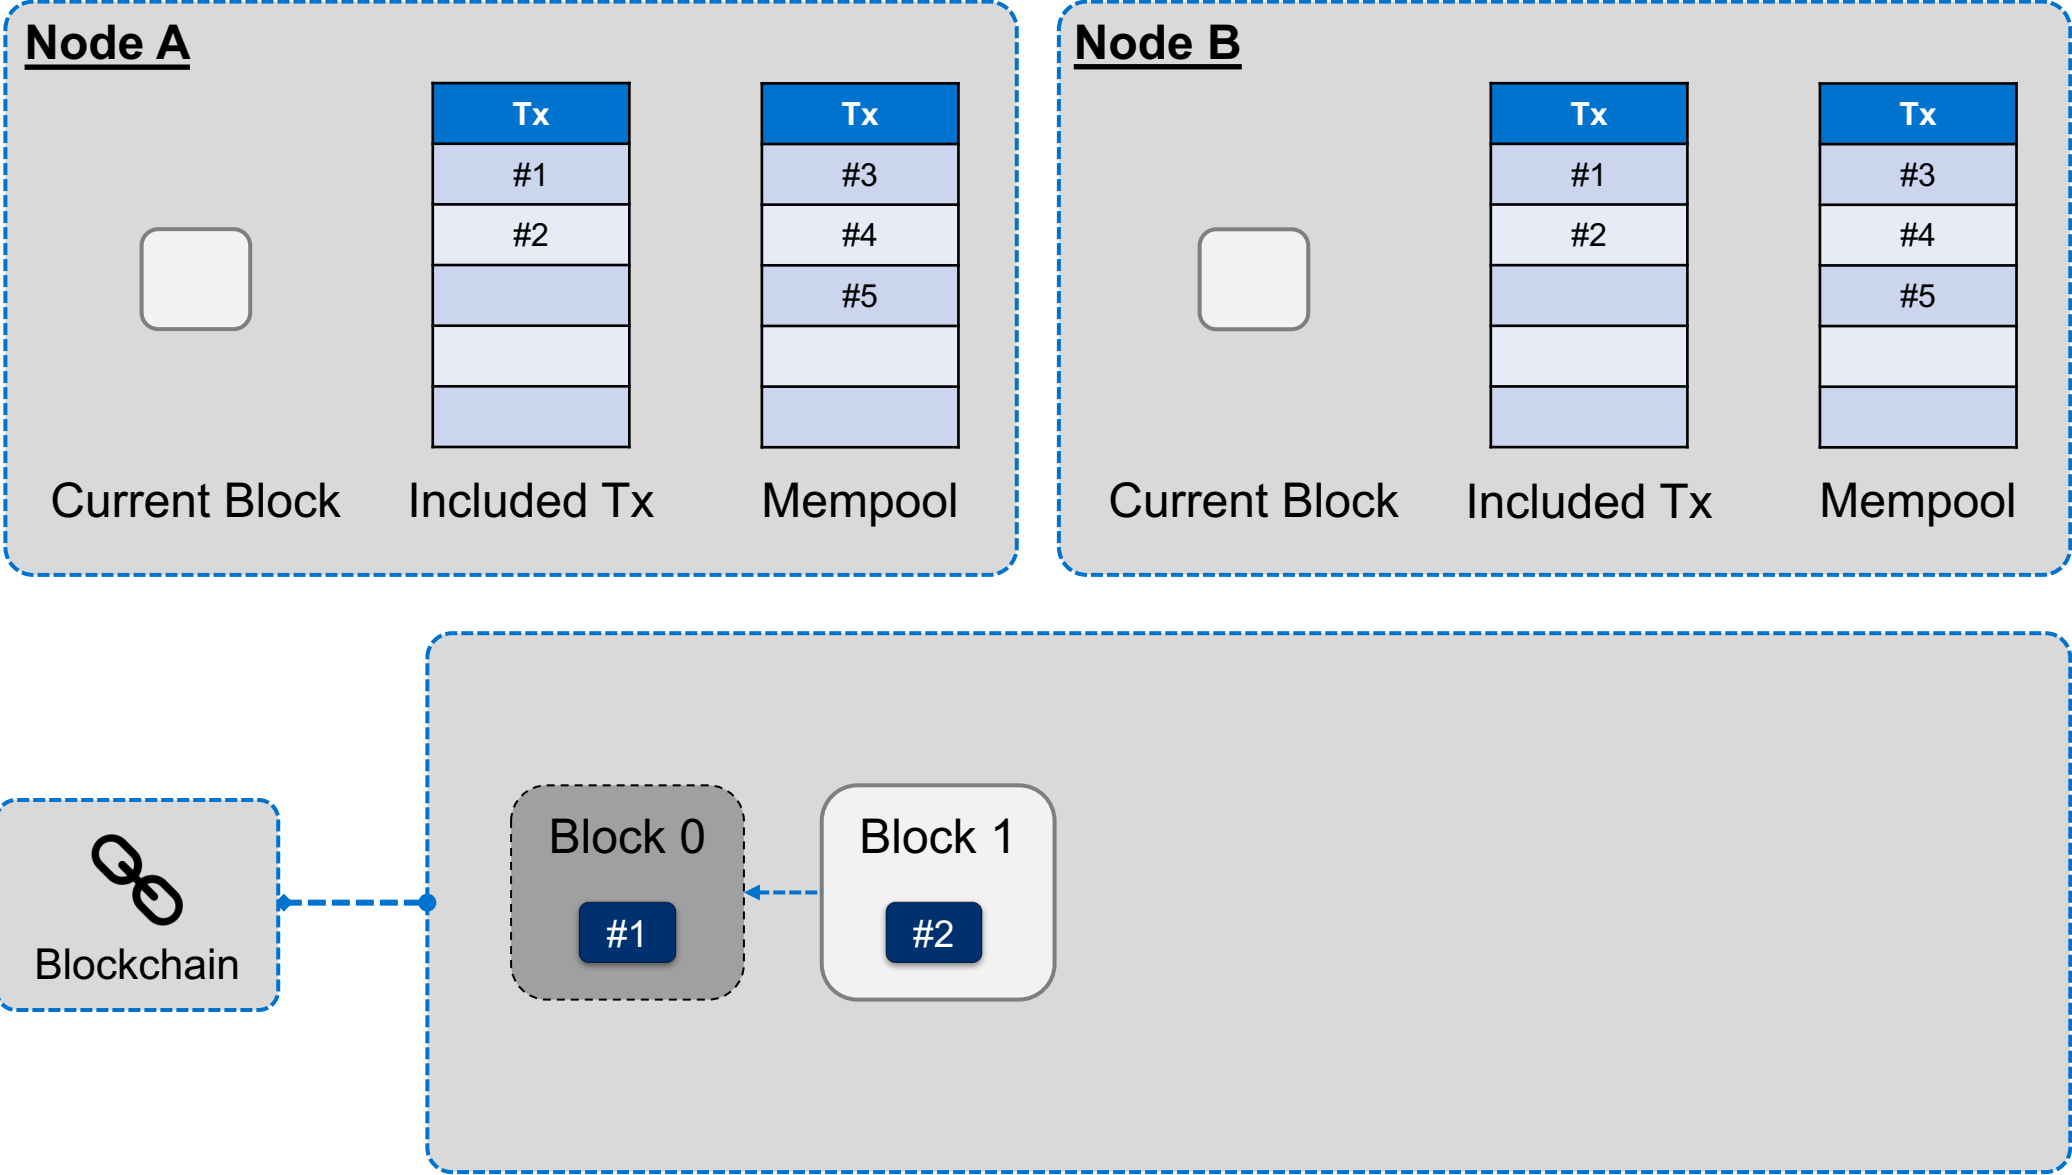 Node A
Tx
#1
#2
Current Block
Included Tx
Tx
#3
#4
#5
Mempool
Node B
Tx
#1
#2
Current Block
Included Tx
Tx
#3
#4
#5
Mempool
Blockchain
Block 0
#1
Block 1
#2